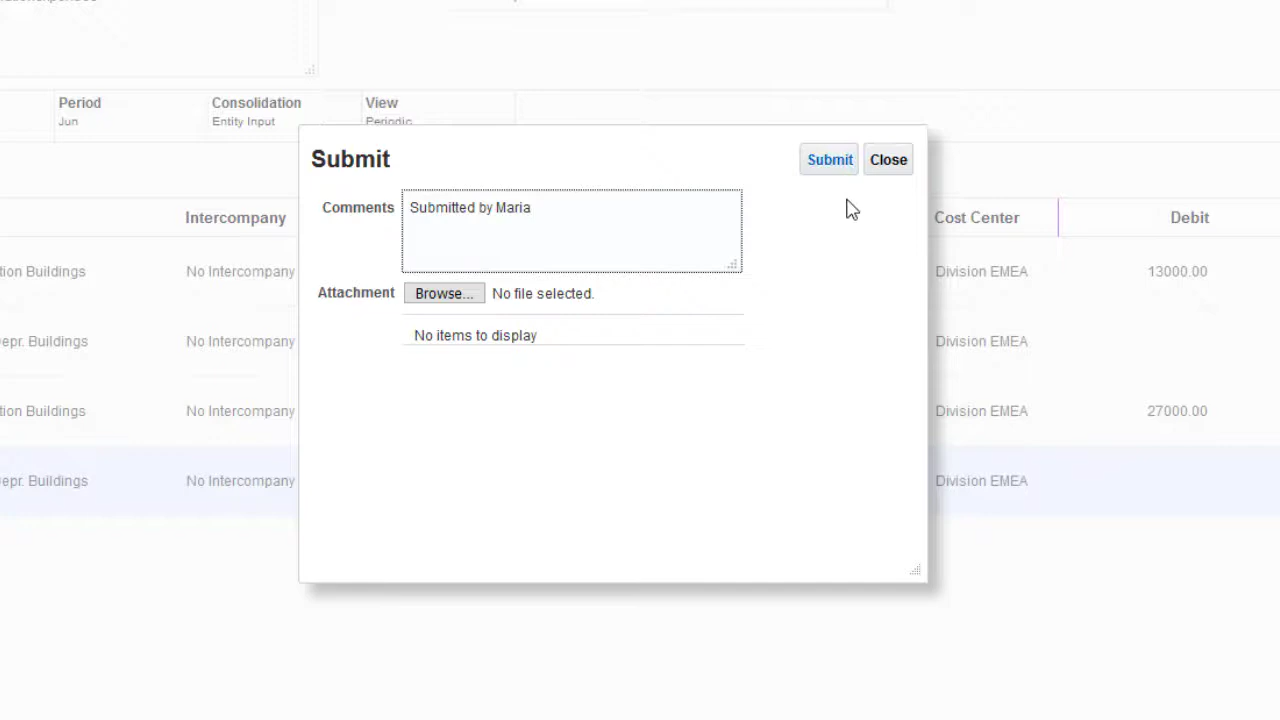 Period
Consolidation
View
Jun
Entity Input
Periodic
Submit
Submit
Close
Comments
Submitted by Maria
Intercompany
Cost Center
Debit
tion Buildings
No Intercompany
Division EMEA
13000.00
Attachment
Browse...
No file selected.
No items to display
epr. Buildings
No Intercompany
Division EMEA
tion Buildings
No Intercompany
Division EMEA
27000.00
epr. Buildings
No Intercompany
Division EMEA